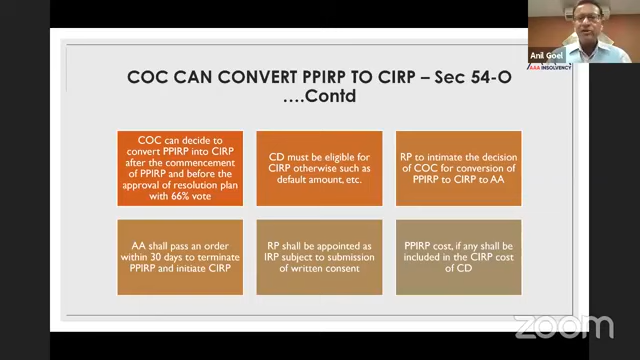 Anil Goel
AAA INSOLVENCY
COC CAN CONVERT PPIRP TO CIRP – Sec 54-O
….Contd
COC can decide to
convert PPIRP into CIRP
after the commencement
of PPIRP and before the
approval of resolution plan
with 66% vote
CD must be eligible for
CIRP otherwise such as
default amount, etc.
RP to intimate the decision
of COC for conversion of
PPIRP to CIRP to AA
AA shall pass an order
within 30 days to terminate
PPIRP and initiate CIRP
RP shall be appointed as
IRP subject to submission
of written consent
PPIRP cost, if any shall be
included in the CIRP cost
of CD
zoom